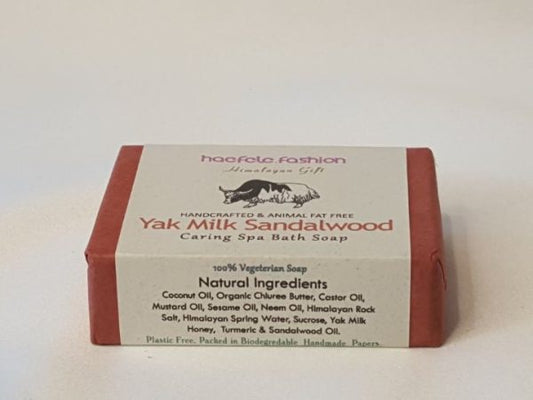 haefele.fashion
Himalayan Gift
HANDCRAFTED & ANIMAL FAT FREE
Yak Milk Sandalwood
Caring Spa Bath Soap
100% Vegeterian Soap
Natural Ingredients
Coconut Oil, Organic Chiuree Butter, Castor Oil,
Mustard Oil, Sesame Oil, Neem Oil, Himalayan Rock
Salt, Himalayan Spring Water, Sucrose, Yak Milk
Honey, Turmeric & Sandalwood Oil.
Plastic Free, Packed in Biodegredable Handmade Papers.